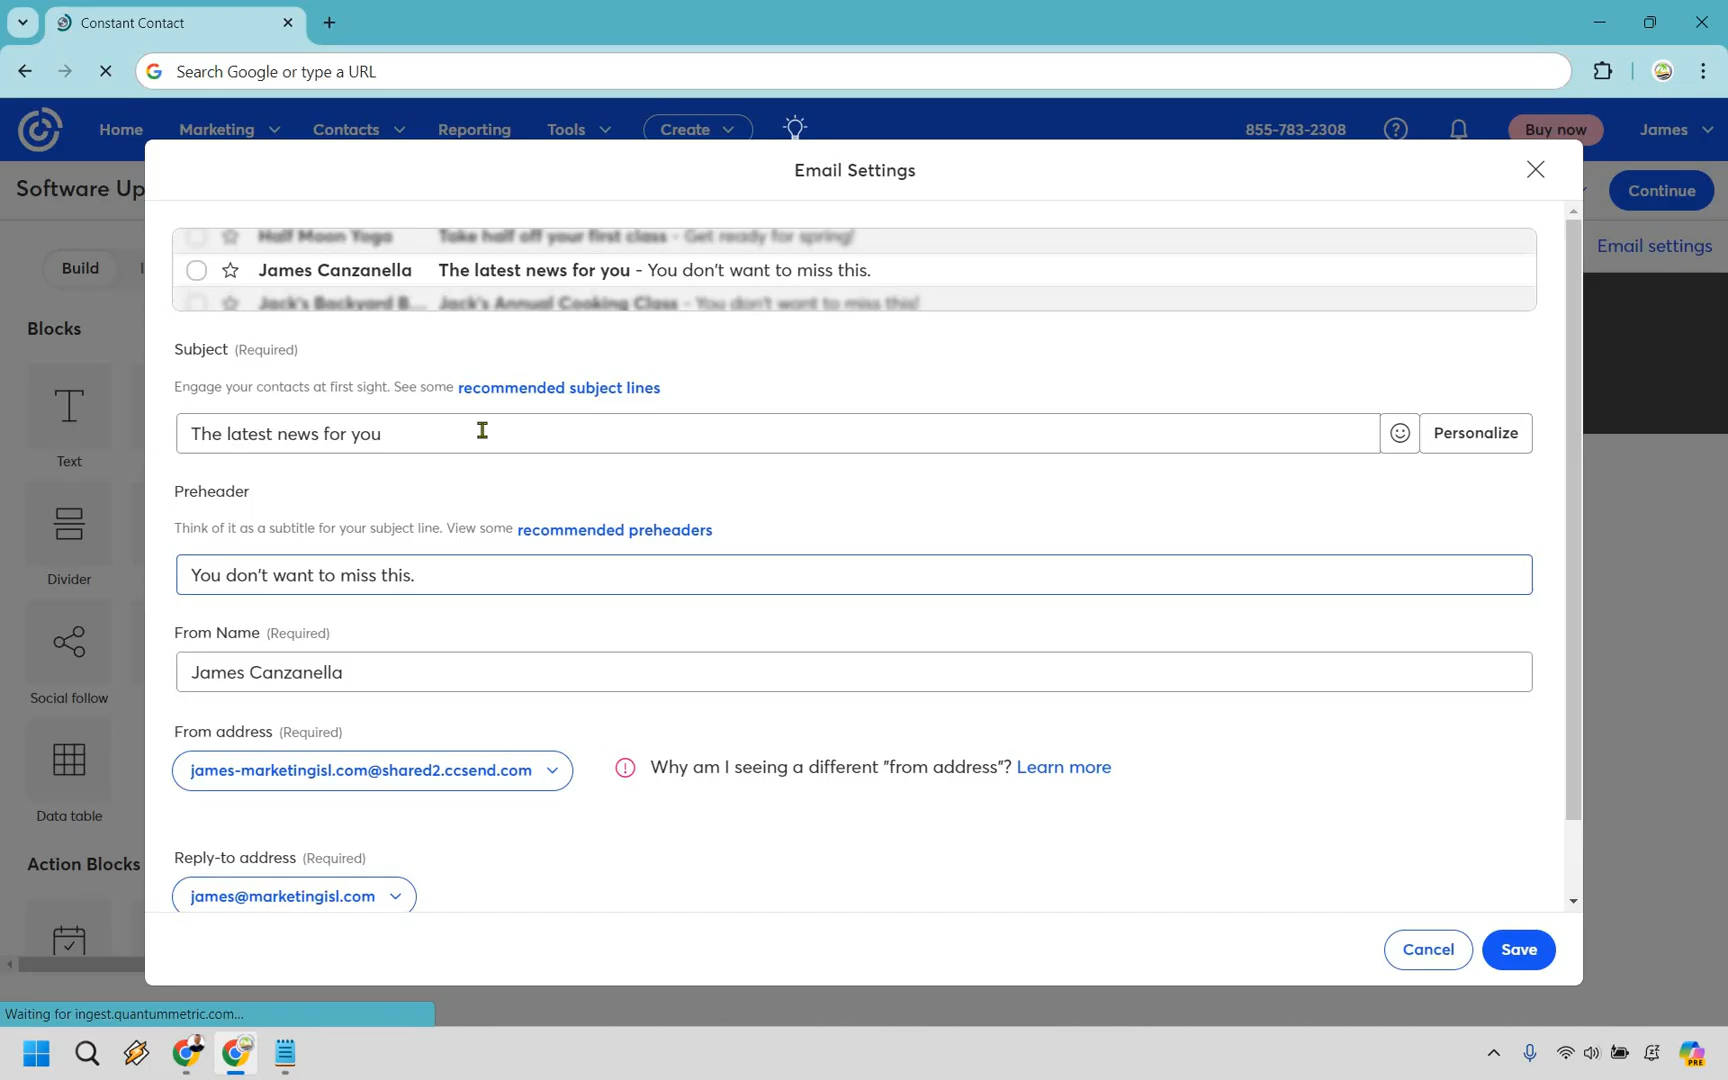 Constant Contact
Search Google or type a URL
Home Marketing Contacts Reporting Tools Create 855-783-2308 Buy now James
Software Up
Email Settings
Continue
Email settings
Build
Half Moon Yoga Take half off your first class - Get ready for spring!
James Canzanella The latest news for you - You don't want to miss this.
Jack's Backyard B... Jack's Annual Cooking Class - You don't want to miss this!
Blocks
Subject (Required)
Engage your contacts at first sight. See some recommended subject lines
The latest news for you
Personalize
Text
Preheader
Think of it as a subtitle for your subject line. View some recommended preheaders
You don't want to miss this.
Divider
From Name (Required)
James Canzanella
Social follow
From address (Required)
james-marketingisl.com@shared2.ccsend.com
Why am I seeing a different "from address"? Learn more
Data table
Reply-to address (Required)
Action Blocks
james@marketingisl.com
Cancel
Save
Waiting for ingest.quantummetric.com...
PRE